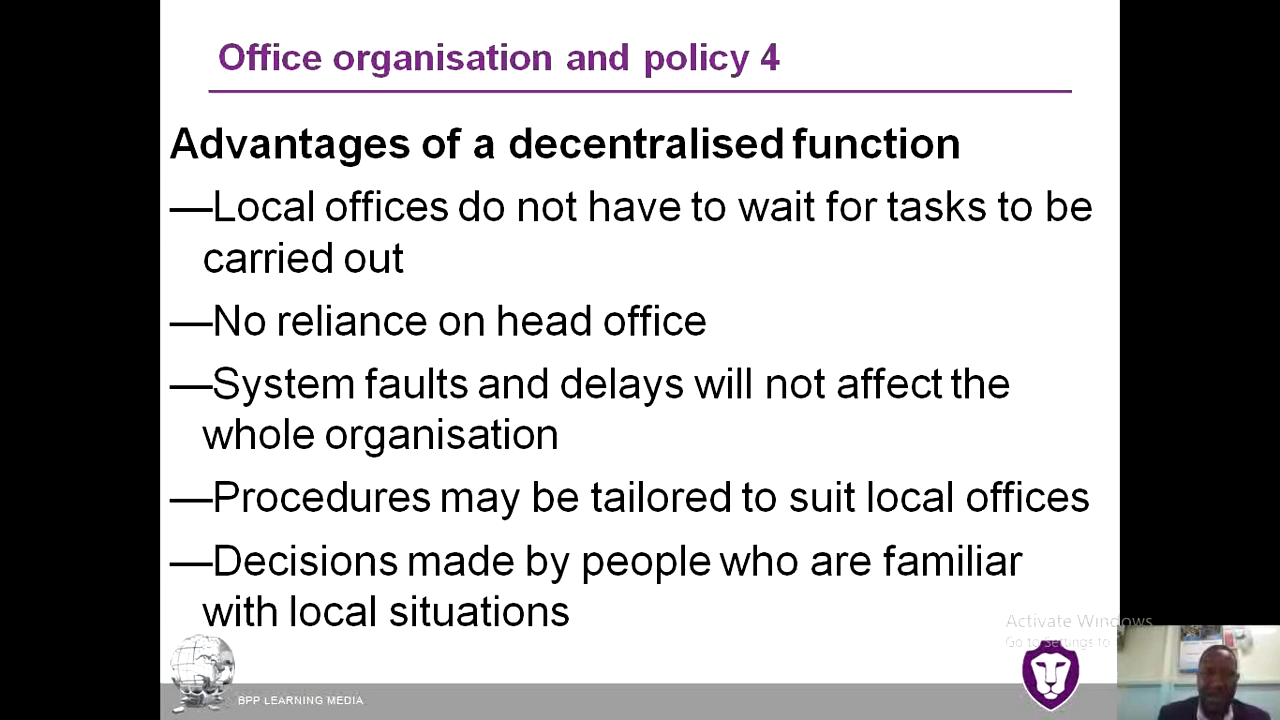 Office organisation and policy 4
Advantages of a decentralised function
—Local offices do not have to wait for tasks to be
carried out
—No reliance on head office
—System faults and delays will not affect the
whole organisation
—Procedures may be tailored to suit local offices
—Decisions made by people who are familiar
with local situations
Activate Windows
Go to Settings to
BPP LEARNING MEDIA